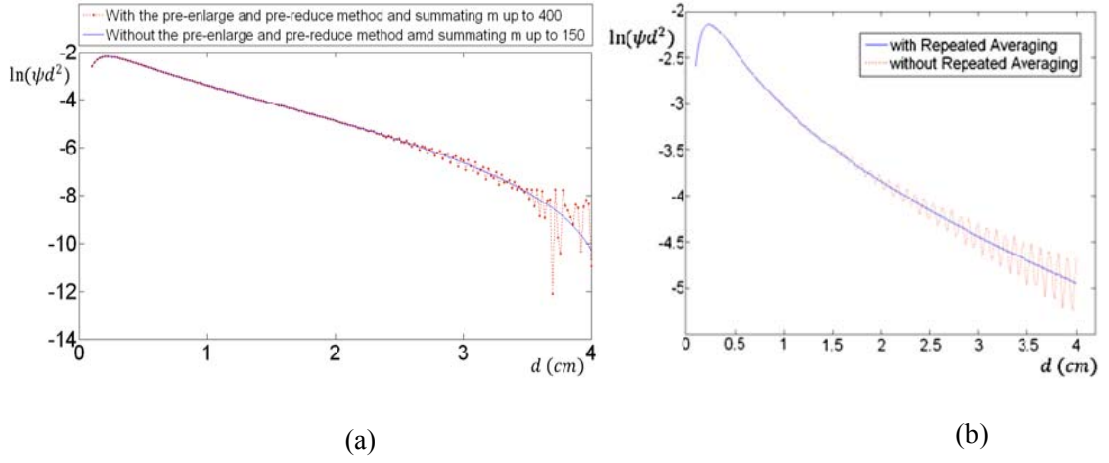 With the pre-enlarge and pre-reduce method and summating m up to 400
Without the pre-enlarge and pre-reduce method amd summating m up to 150
ln(ψd²)
-2
-4
-6
-8
-10
-12
-14
0
1
2
3
4
d (cm)
(a)
ln(ψd²)
-2
-2.5
-3
-3.5
-4
-4.5
-5
with Repeated Averaging
without Repeated Averaging
0
0.5
1
1.5
2
2.5
3
3.5
4
d (cm)
(b)